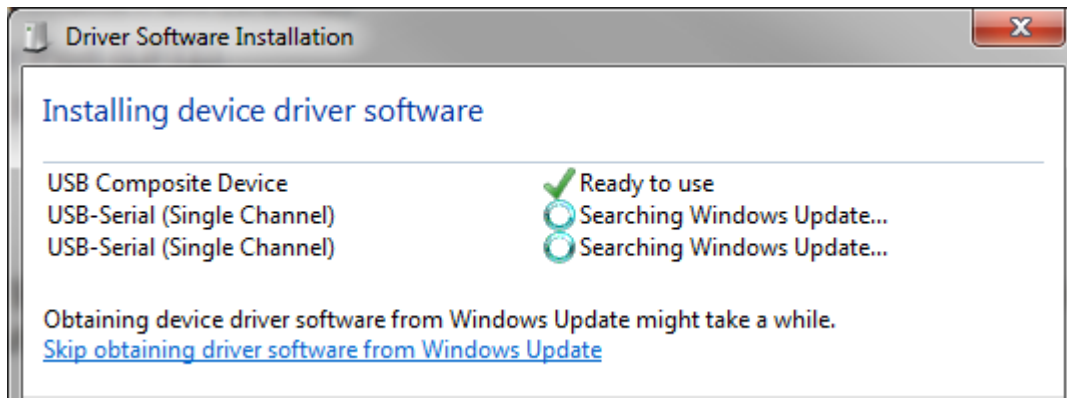 Driver Software Installation
Installing device driver software
USB Composite Device Ready to use
USB-Serial (Single Channel) Searching Windows Update...
USB-Serial (Single Channel) Searching Windows Update...
Obtaining device driver software from Windows Update might take a while.
Skip obtaining driver software from Windows Update